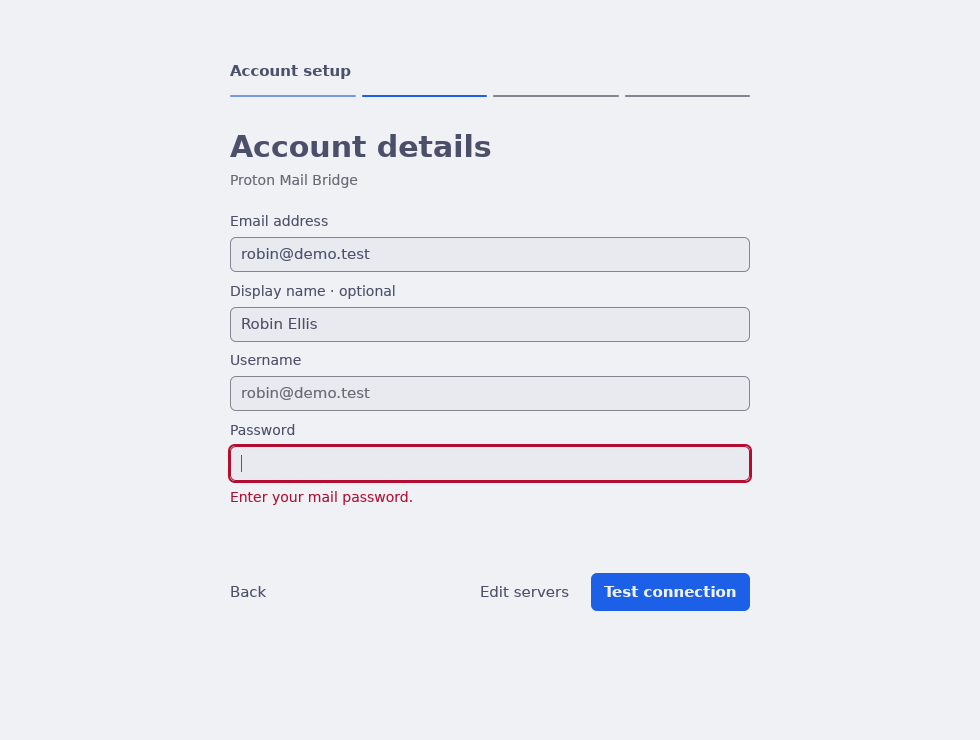 Account setup
Account details
Proton Mail Bridge
Email address
robin@demo.test
Display name · optional
Robin Ellis
Username
robin@demo.test
Password
Enter your mail password.
Back
Edit servers
Test connection